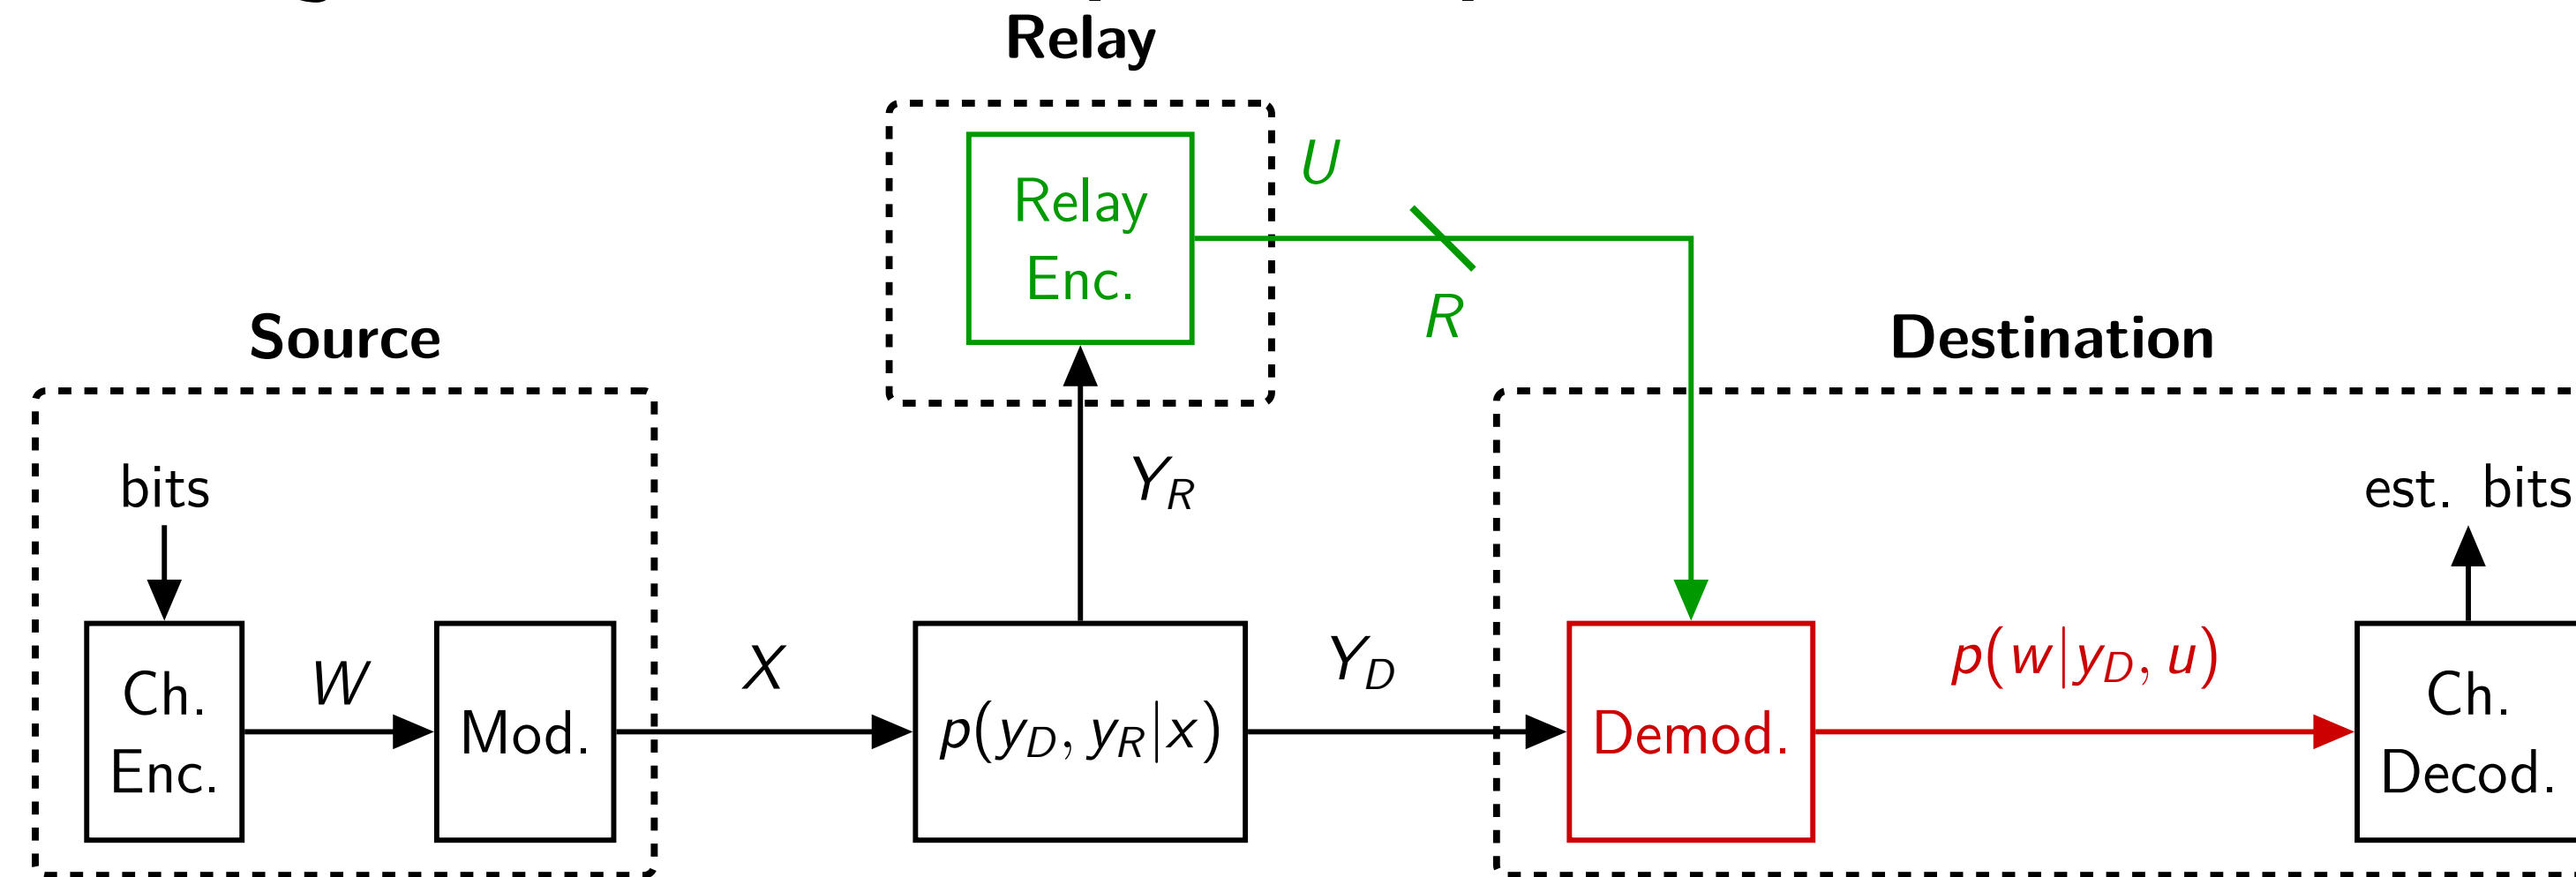 Relay
Relay
Enc.
U
R
Source
Destination
bits
Y_R
est. bits
Ch.
Enc.
W
Mod.
X
p(y_D, y_R|x)
Y_D
Demod.
p(w|y_D, u)
Ch.
Decod.